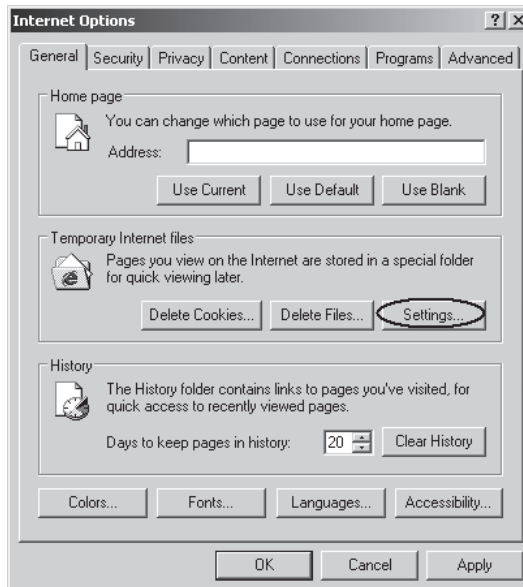 Internet Options
General Security Privacy Content Connections Programs Advanced
Home page
You can change which page to use for your home page.
Address:
Use Current Use Default Use Blank
Temporary Internet files
Pages you view on the Internet are stored in a special folder
for quick viewing later.
Delete Cookies... Delete Files... Settings...
History
The History folder contains links to pages you've visited, for
quick access to recently viewed pages.
Days to keep pages in history: 20 Clear History
Colors... Fonts... Languages... Accessibility...
OK Cancel Apply